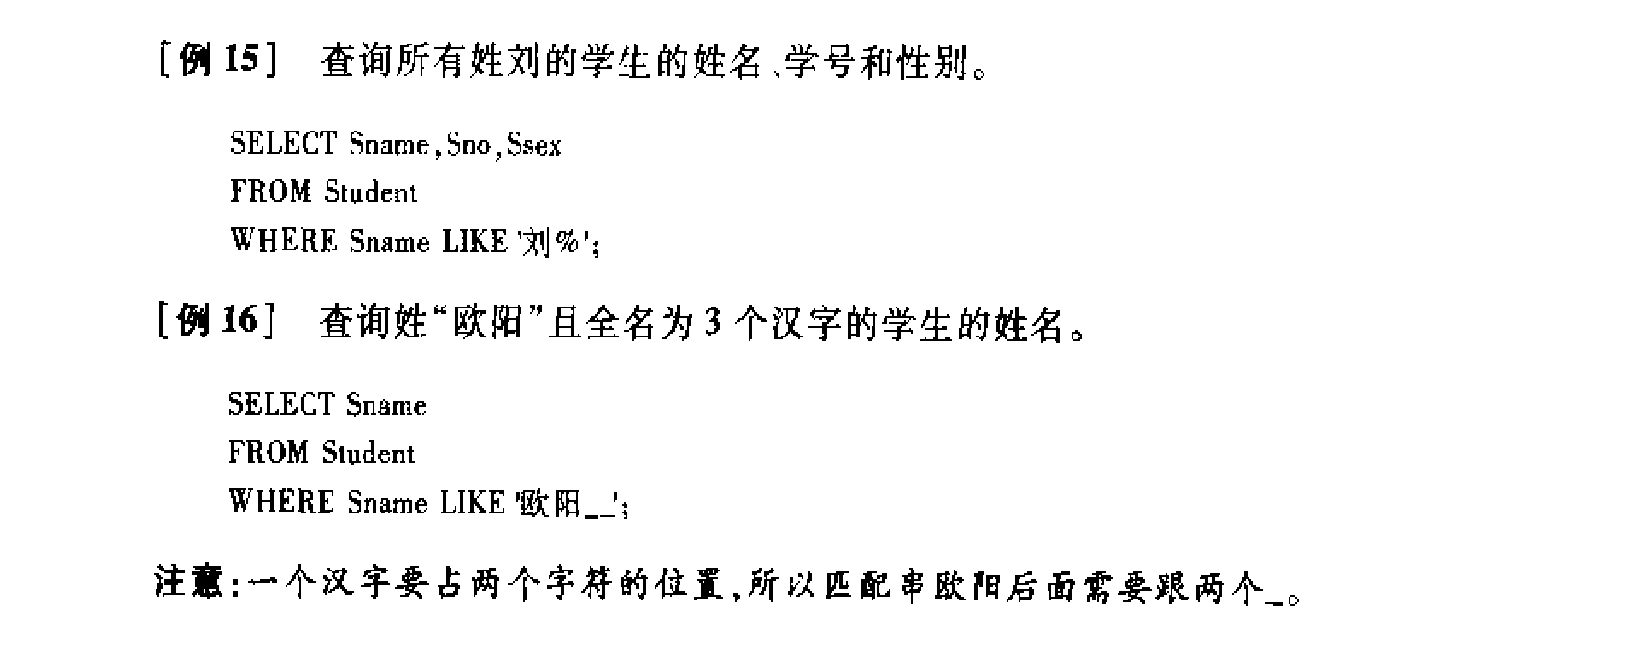 [例 15] 查询所有姓刘的学生的姓名、学号和性别。
SELECT Sname,Sno,Ssex
FROM Student
WHERE Sname LIKE '刘%';
[例 16] 查询姓“欧阳”且全名为 3 个汉字的学生的姓名。
SELECT Sname
FROM Student
WHERE Sname LIKE '欧阳__';
注意:一个汉字要占两个字符的位置,所以匹配串欧阳后面需要跟两个_。